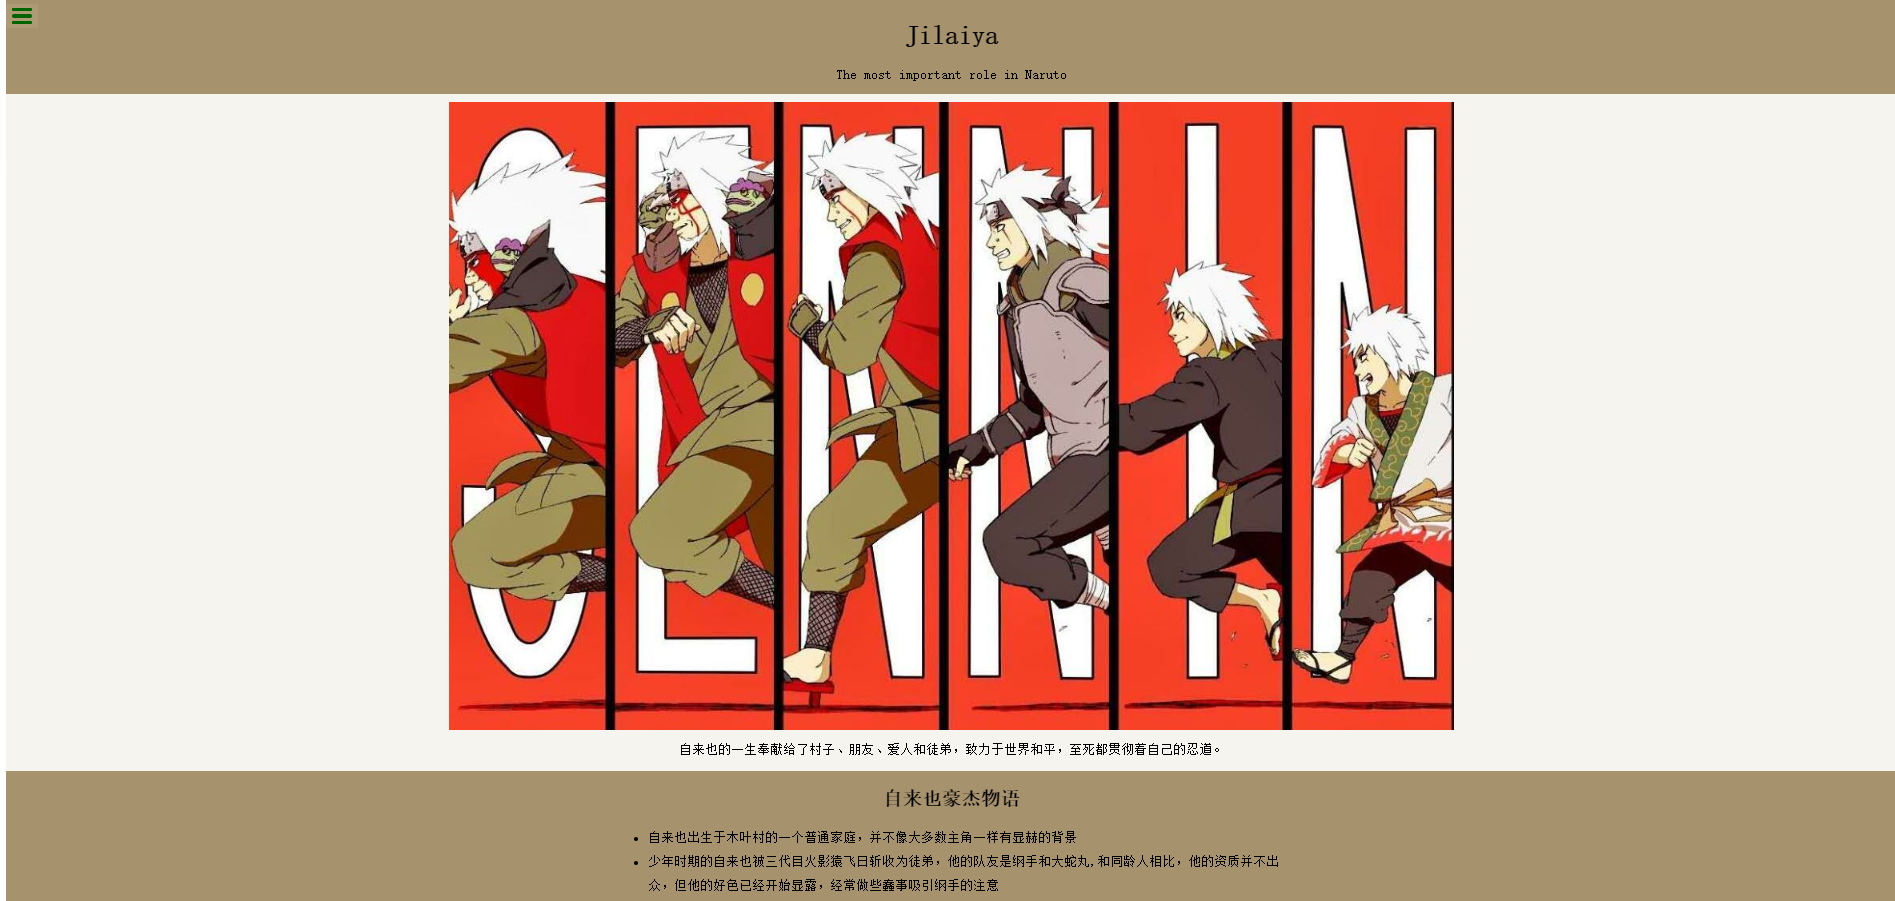 Jilaiya
The most important role in Naruto
SENNIN
自来也的一生奉献给了村子、朋友、爱人和徒弟，致力于世界和平，至死都贯彻着自己的忍道。
自来也豪杰物语
自来也出生于木叶村的一个普通家庭，并不像大多数主角一样有显赫的背景
少年时期的自来也被三代目火影猿飞日斩收为徒弟，他的队友是纲手和大蛇丸,和同龄人相比，他的资质并不出
众，但他的好色已经开始显露，经常做些蠢事吸引纲手的注意